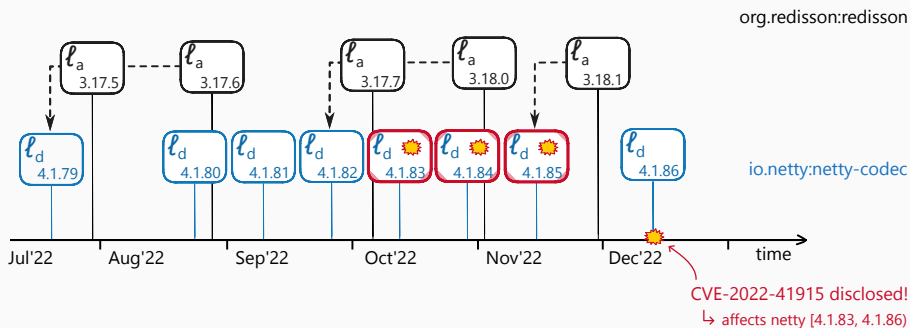 org.redisson:redisson
ℓa 3.17.5
ℓa 3.17.6
ℓa 3.17.7
ℓa 3.18.0
ℓa 3.18.1
ℓd 4.1.79
ℓd 4.1.80
ℓd 4.1.81
ℓd 4.1.82
ℓd 4.1.83
ℓd 4.1.84
ℓd 4.1.85
ℓd 4.1.86
io.netty:netty-codec
Jul'22
Aug'22
Sep'22
Oct'22
Nov'22
Dec'22
time
CVE-2022-41915 disclosed!
↳ affects netty [4.1.83, 4.1.86)